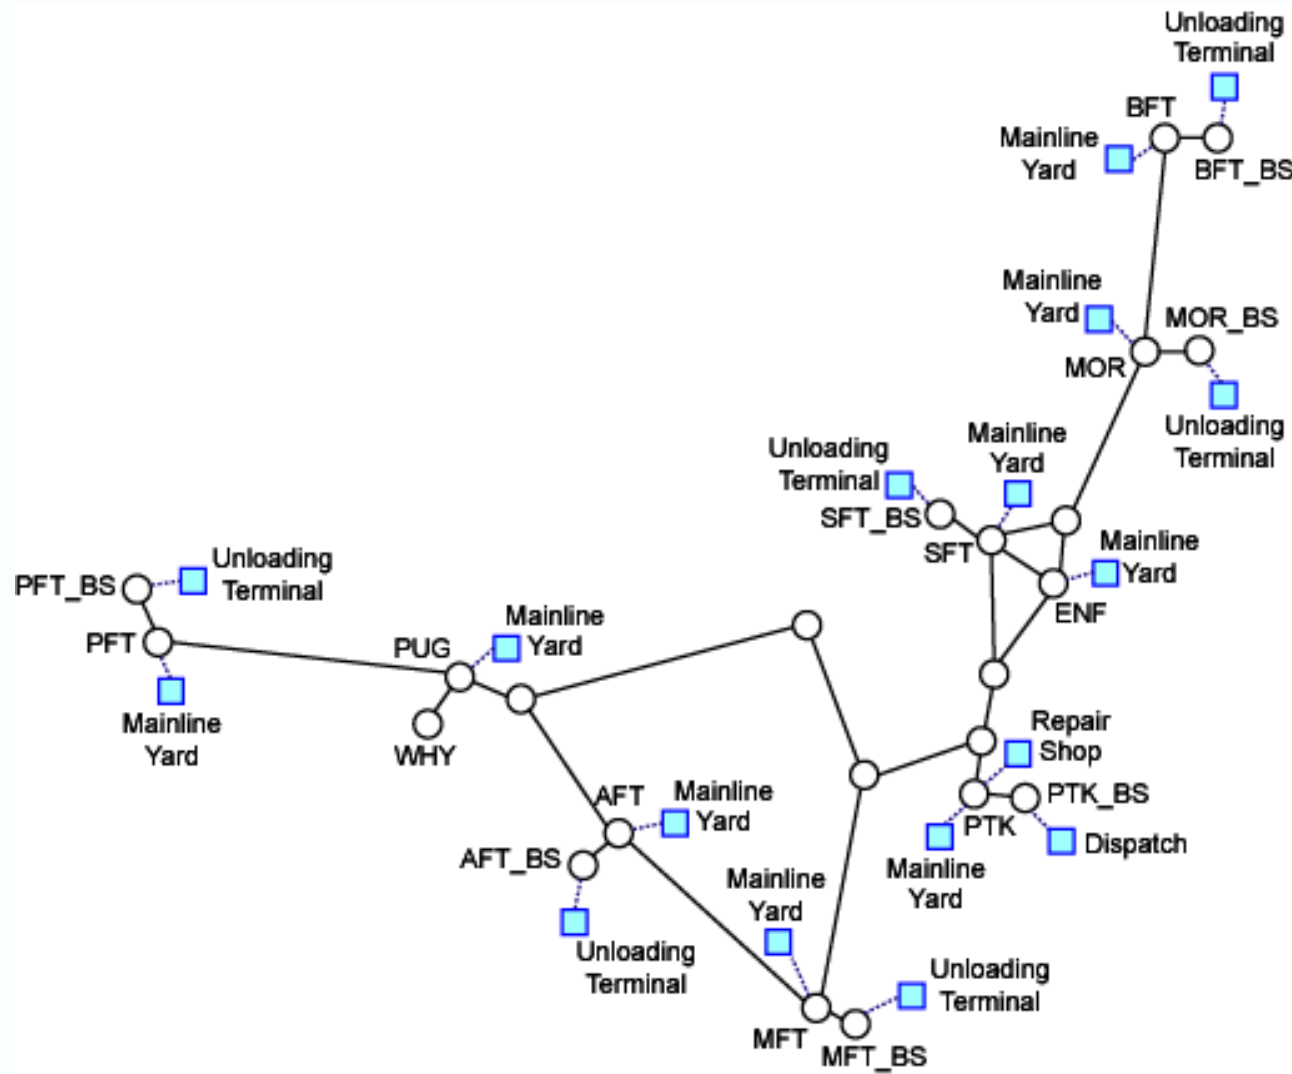 Unloading
Terminal
BFT
Mainline
Yard
BFT_BS
Mainline
Yard
MOR_BS
MOR
Unloading
Terminal
Mainline
Yard
Unloading
Terminal
SFT_BS
SFT
Mainline
Yard
ENF
Unloading
Terminal
PFT_BS
PFT
Mainline
Yard
PUG
Mainline
Yard
WHY
Repair
Shop
PTK_BS
PTK
Dispatch
Mainline
Yard
AFT
Mainline
Yard
AFT_BS
Unloading
Terminal
Mainline
Yard
Unloading
Terminal
MFT
MFT_BS